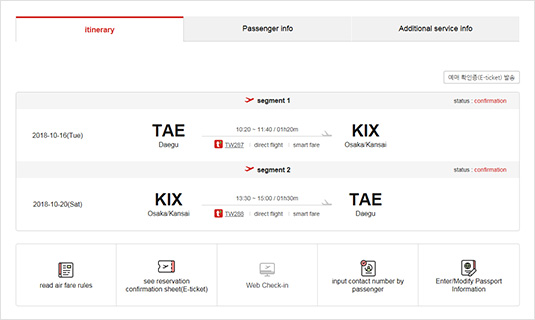 itinerary
Passenger info
Additional service info
예매 확인증(E-ticket) 발송
segment 1
status : confirmation
2018-10-16(Tue)
TAE
Daegu
10:20 ~ 11:40 / 01h20m
TW287 direct flight smart fare
KIX
Osaka/Kansai
segment 2
status : confirmation
2018-10-20(Sat)
KIX
Osaka/Kansai
13:30 ~ 15:00 / 01h30m
TW288 direct flight smart fare
TAE
Daegu
read air fare rules
see reservation
confirmation sheet(E-ticket)
Web Check-in
input contact number by
passenger
Enter/Modify Passport
Information